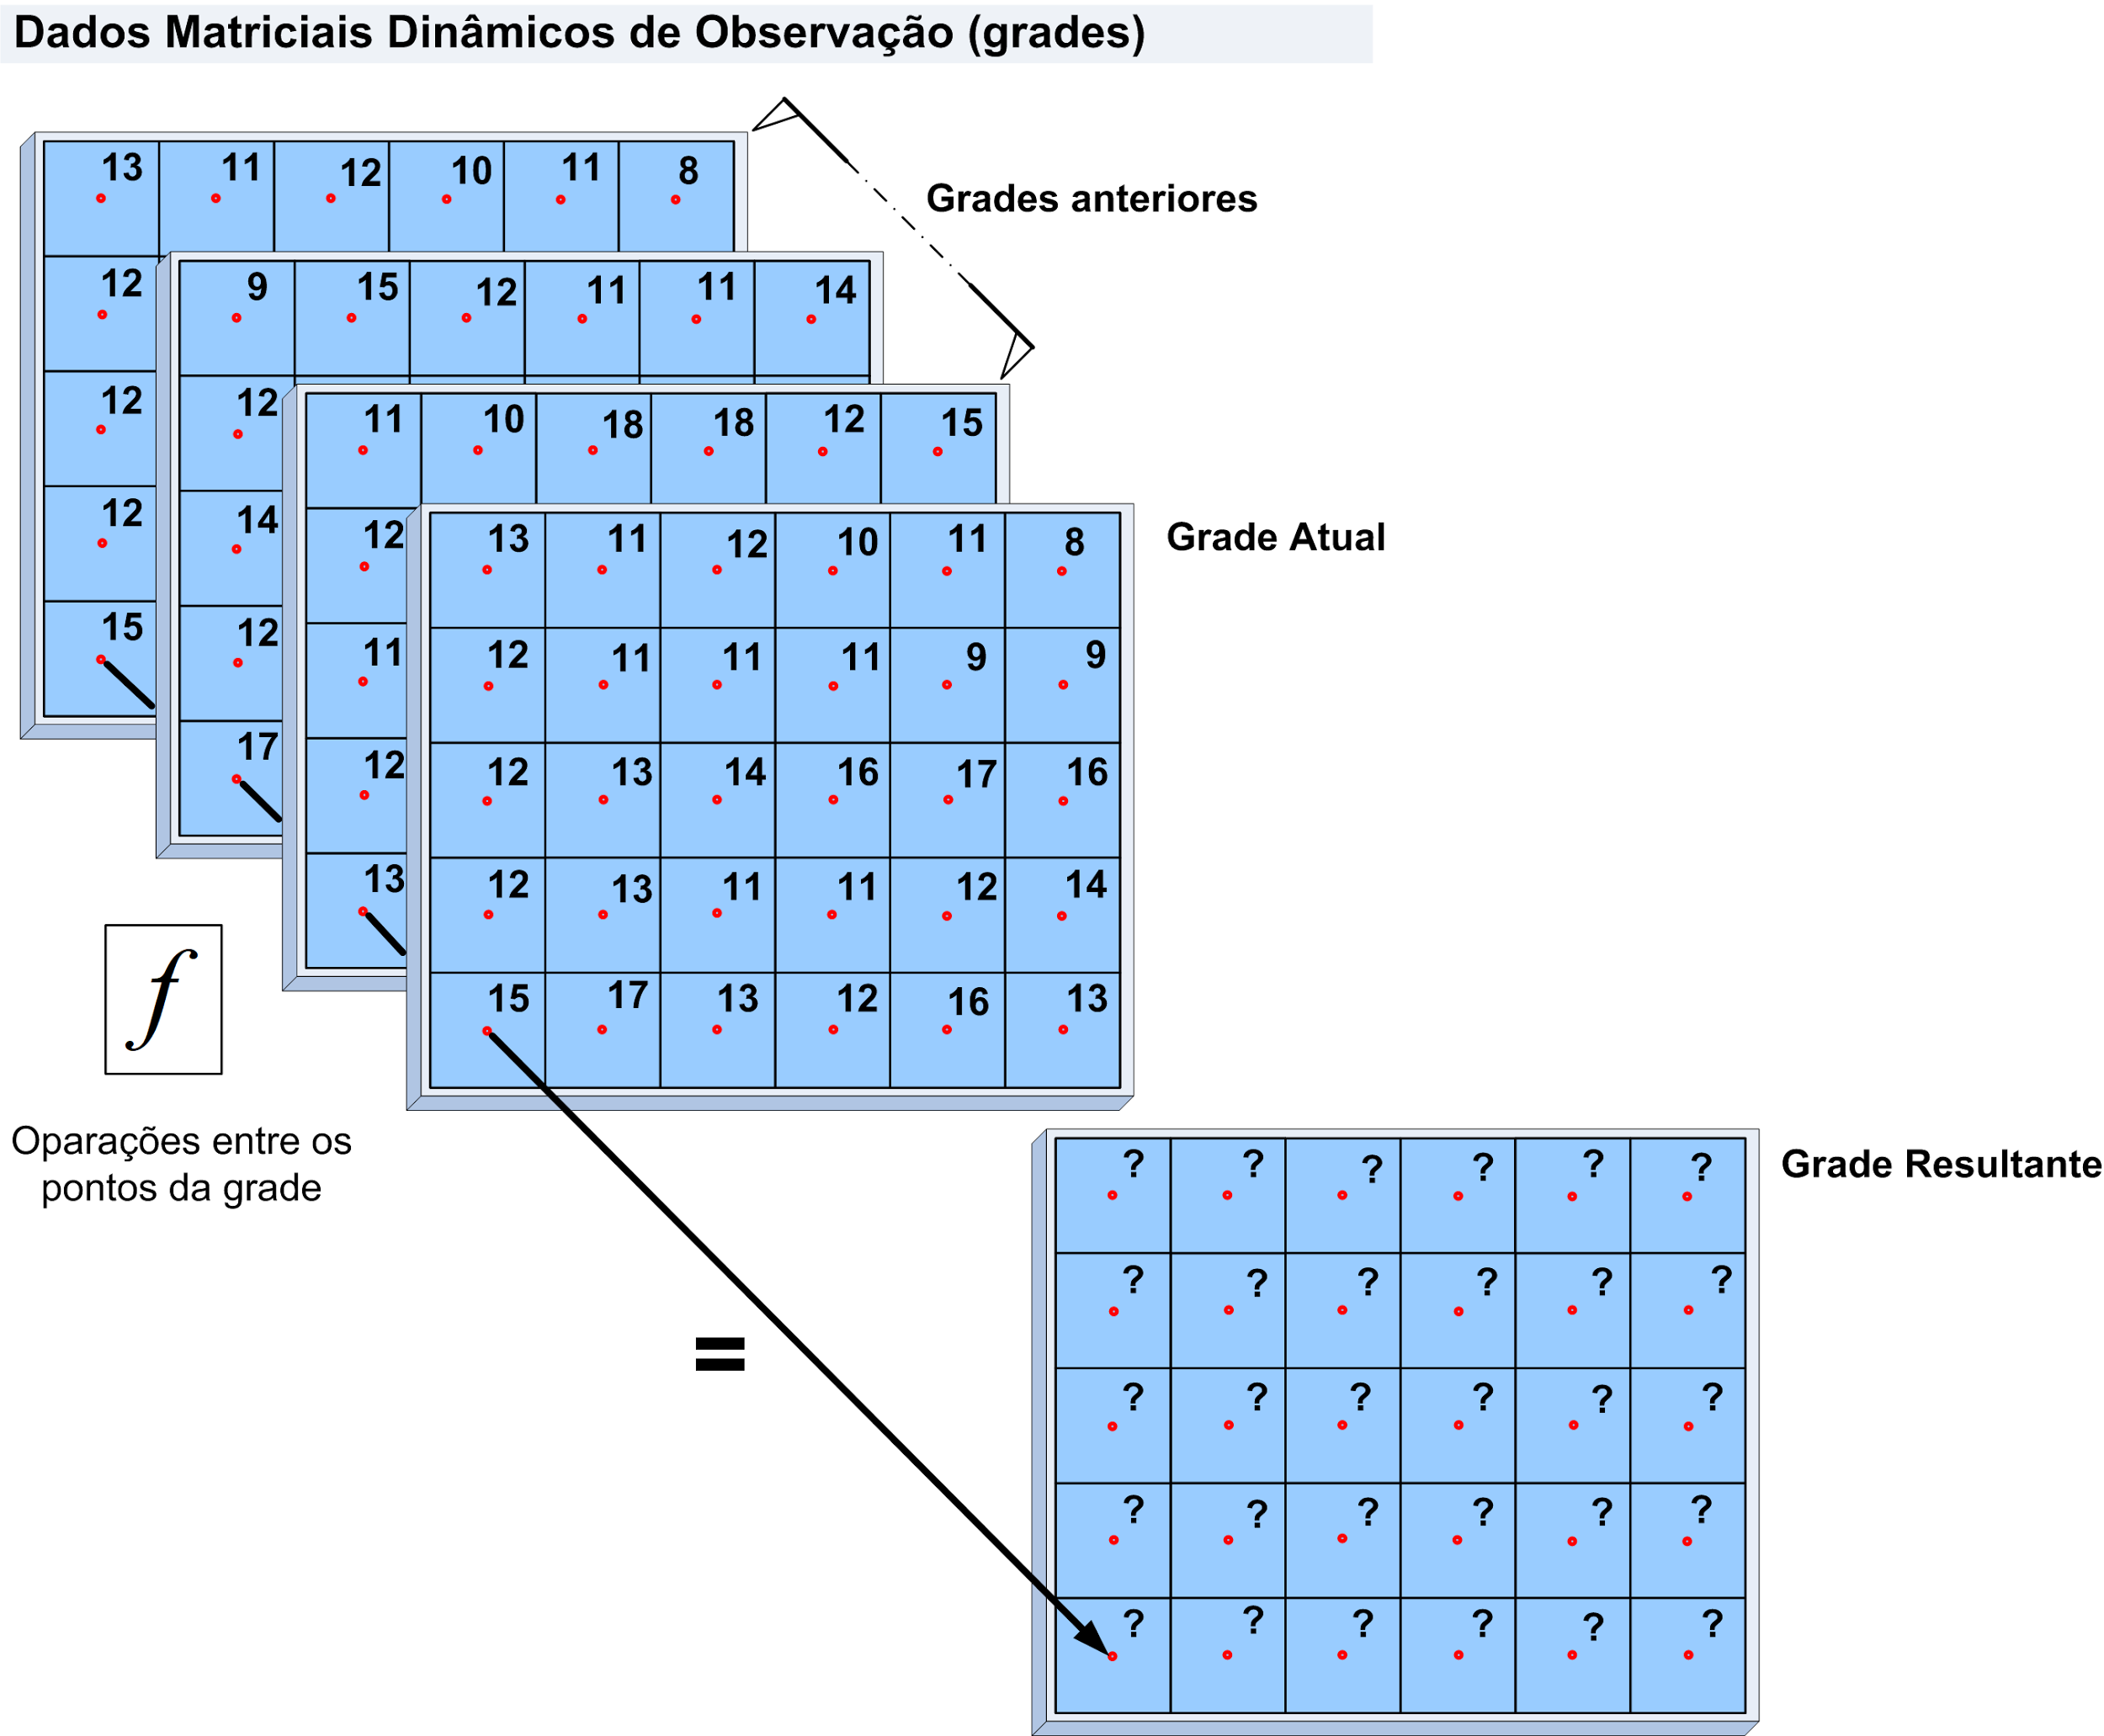 Dados Matriciais Dinâmicos de Observação (grades)
Grades anteriores
13 11 12 10 11 8
12
12
12
15
9 15 12 11 11 14
12
14
12
17
11 10 18 18 12 15
12
11
12
13
Grade Atual
13 11 12 10 11 8
12 11 11 11 9 9
12 13 14 16 17 16
12 13 11 11 12 14
15 17 13 12 16 13
f
Oparações entre os
pontos da grade
=
Grade Resultante
? ? ? ? ? ?
? ? ? ? ? ?
? ? ? ? ? ?
? ? ? ? ? ?
? ? ? ? ? ?